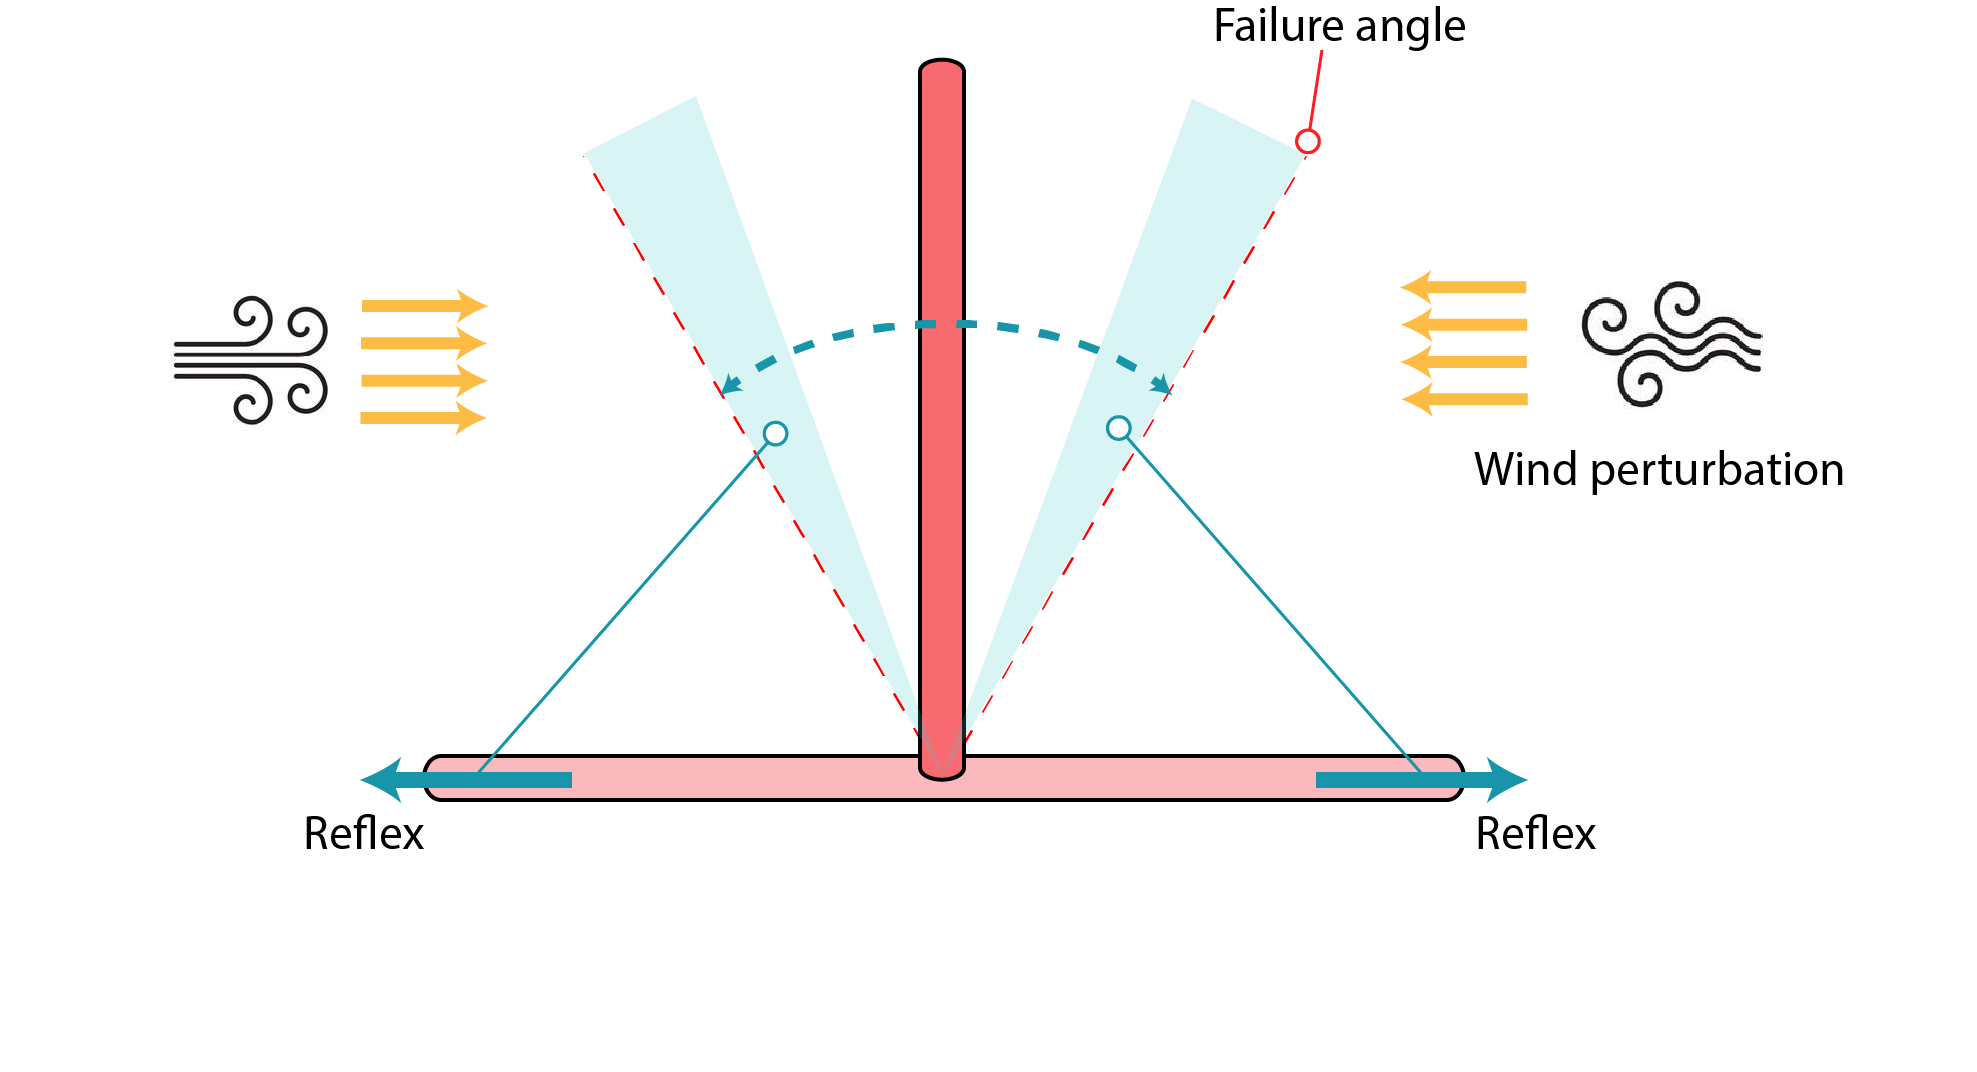 Failure angle
Wind perturbation
Reflex
Reflex